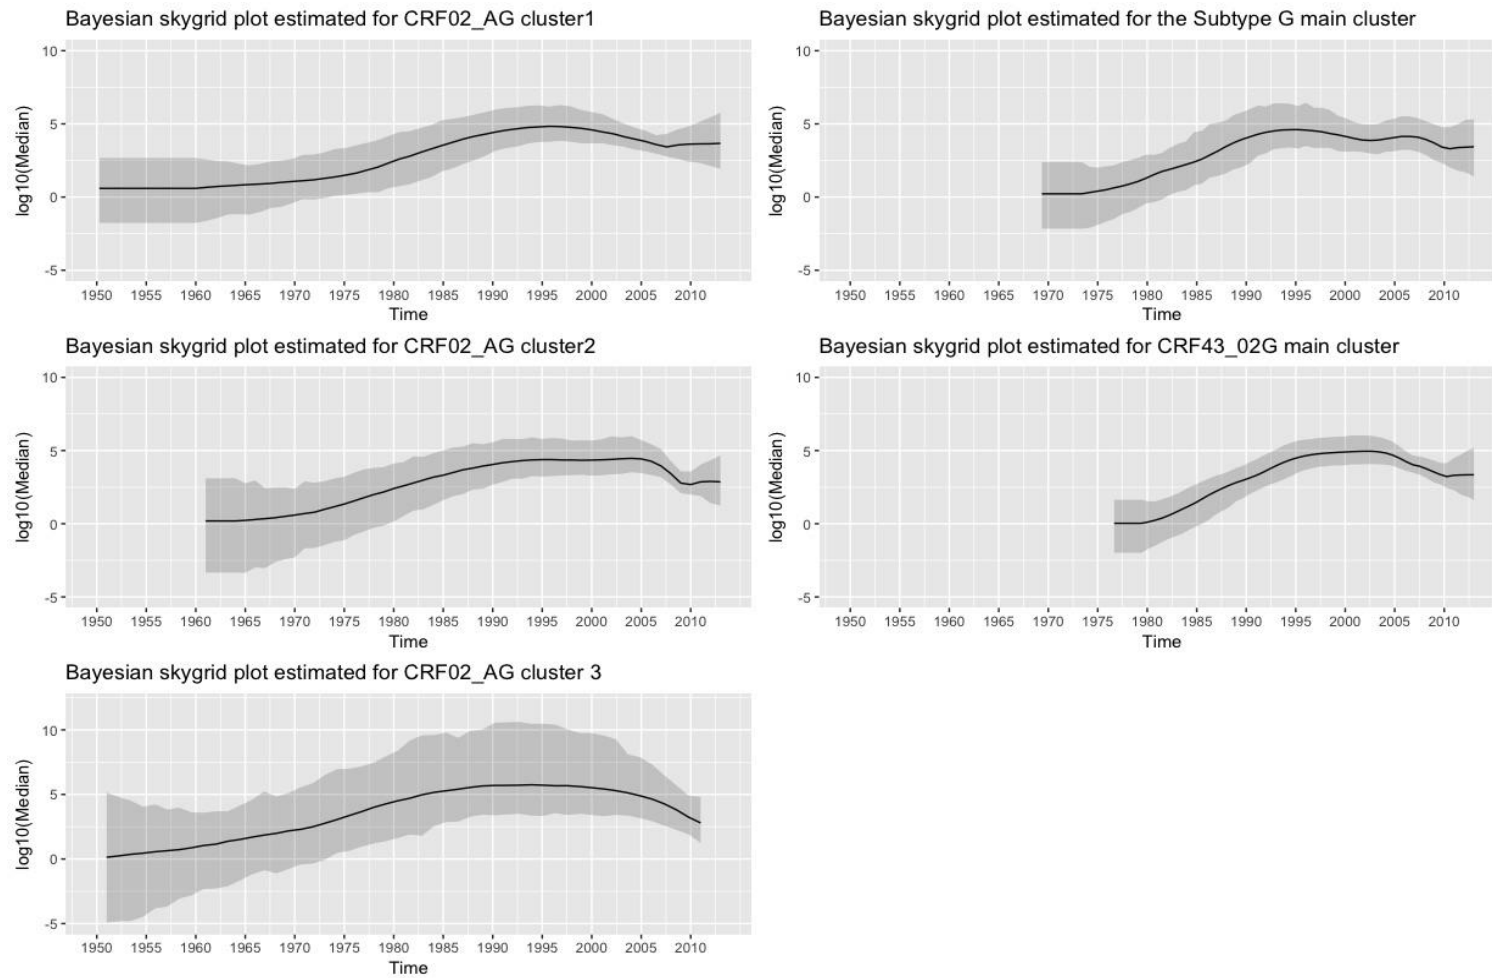 Bayesian skygrid plot estimated for CRF02_AG cluster1
10
5
0
-5
log10(Median)
1950 1955 1960 1965 1970 1975 1980 1985 1990 1995 2000 2005 2010
Time
Bayesian skygrid plot estimated for the Subtype G main cluster
10
5
0
-5
log10(Median)
1950 1955 1960 1965 1970 1975 1980 1985 1990 1995 2000 2005 2010
Time
Bayesian skygrid plot estimated for CRF02_AG cluster2
10
5
0
-5
log10(Median)
1950 1955 1960 1965 1970 1975 1980 1985 1990 1995 2000 2005 2010
Time
Bayesian skygrid plot estimated for CRF43_02G main cluster
10
5
0
-5
log10(Median)
1950 1955 1960 1965 1970 1975 1980 1985 1990 1995 2000 2005 2010
Time
Bayesian skygrid plot estimated for CRF02_AG cluster 3
10
5
0
-5
log10(Median)
1950 1955 1960 1965 1970 1975 1980 1985 1990 1995 2000 2005 2010
Time